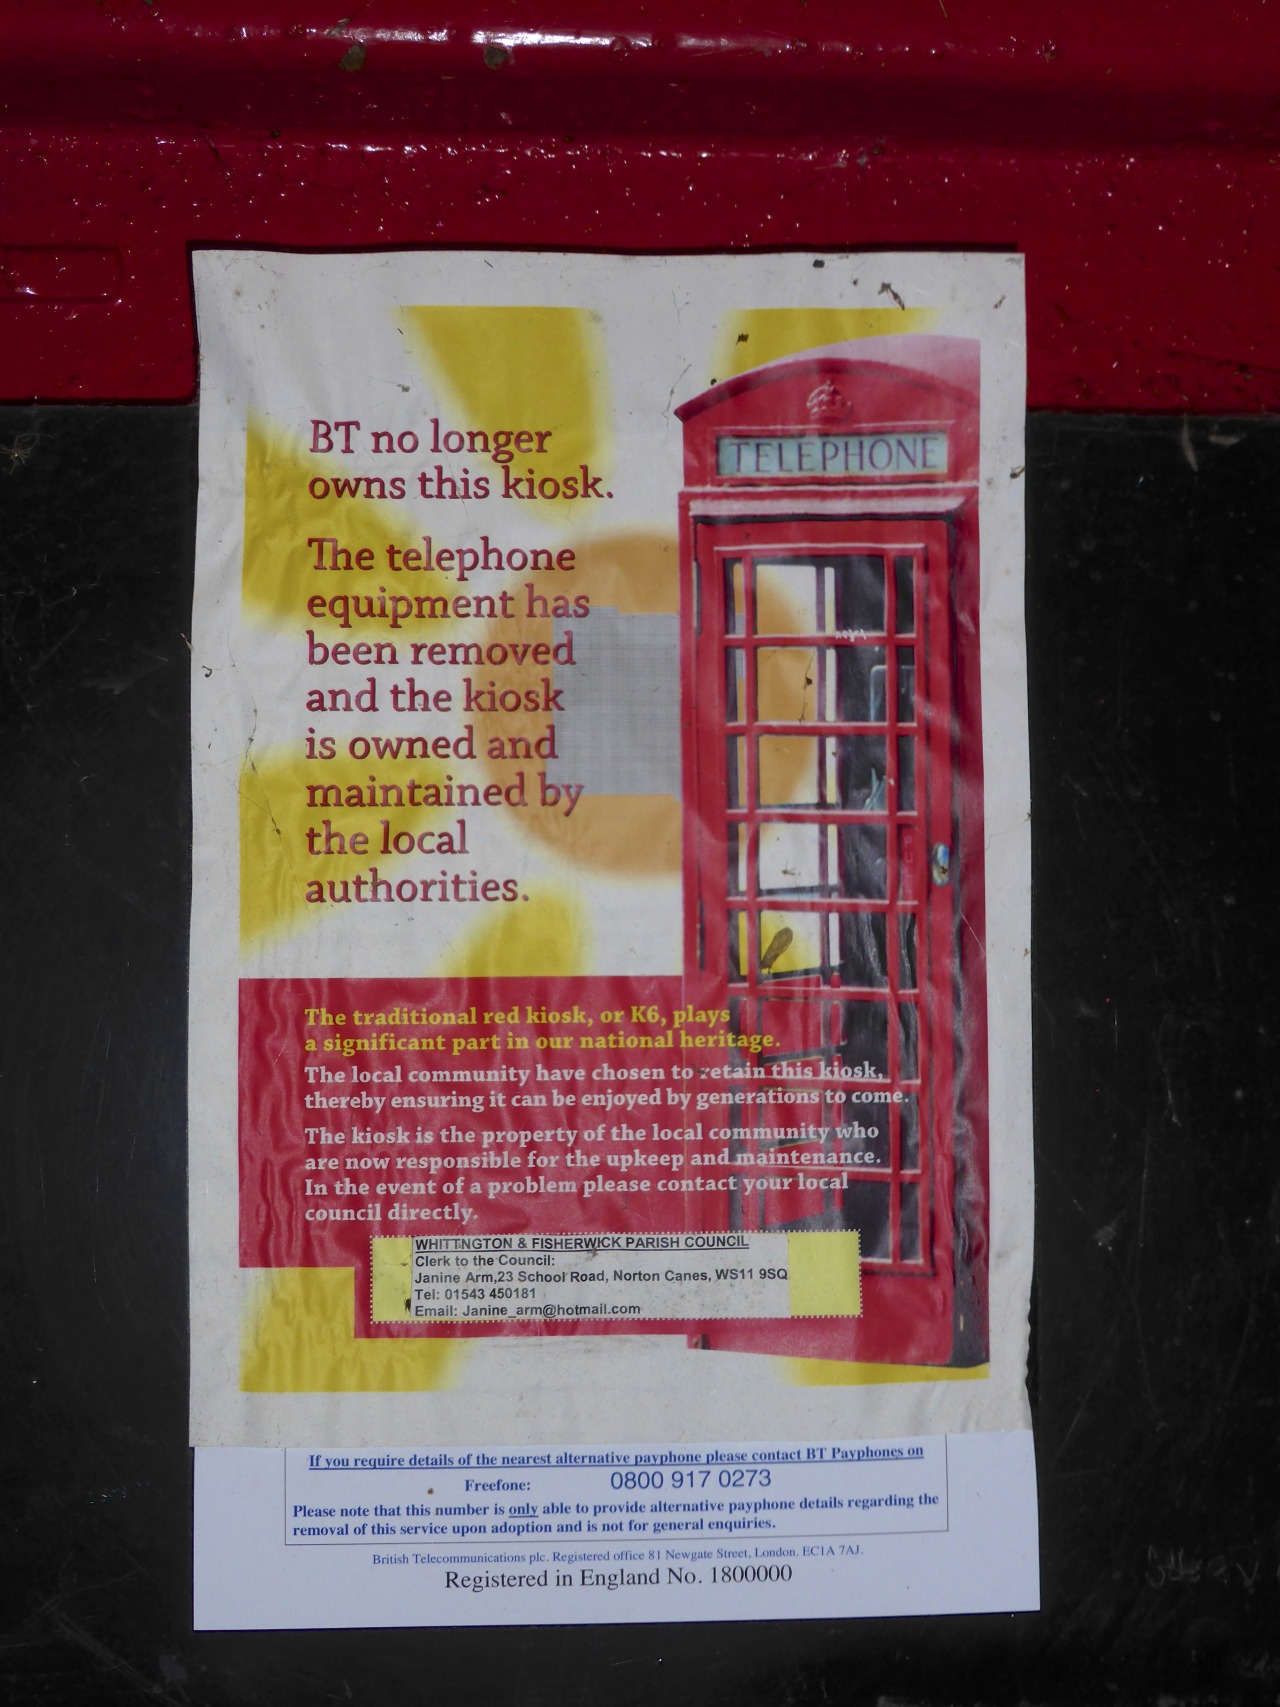 BT no longer
owns this kiosk.
The telephone
equipment has
been removed
and the kiosk
is owned and
maintained by
the local
authorities.
TELEPHONE
The traditional red kiosk, or K6, plays
a significant part in our national heritage.
The local community have chosen to retain this kiosk,
thereby ensuring it can be enjoyed by generations to come.
The kiosk is the property of the local community who
are now responsible for the upkeep and maintenance.
In the event of a problem please contact your local
council directly.
WHITTINGTON & FISHERWICK PARISH COUNCIL
Clerk to the Council:
Janine Arm,23 School Road, Norton Canes, WS11 9SQ
Tel: 01543 450181
Email: Janine_arm@hotmail.com
If you require details of the nearest alternative payphone please contact BT Payphones on
Freefone: 0800 917 0273
Please note that this number is only able to provide alternative payphone details regarding the
removal of this service upon adoption and is not for general enquiries.
British Telecommunications plc. Registered office 81 Newgate Street, London. EC1A 7AJ.
Registered in England No. 1800000